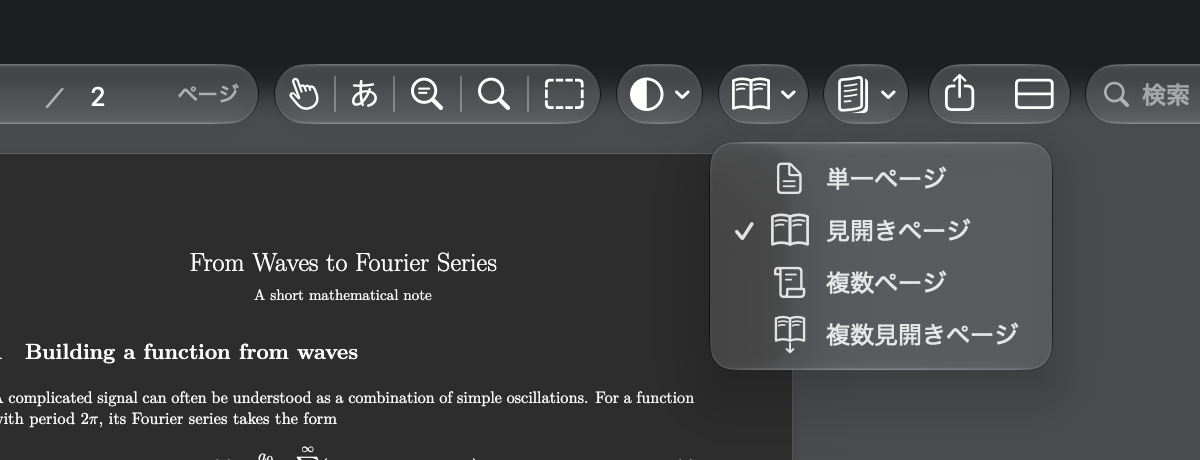 / 2 ページ あ 検索
単一ページ
見開きページ
複数ページ
複数見開きページ
From Waves to Fourier Series
A short mathematical note
Building a function from waves
complicated signal can often be understood as a combination of simple oscillations. For a function
with period 2π, its Fourier series takes the form